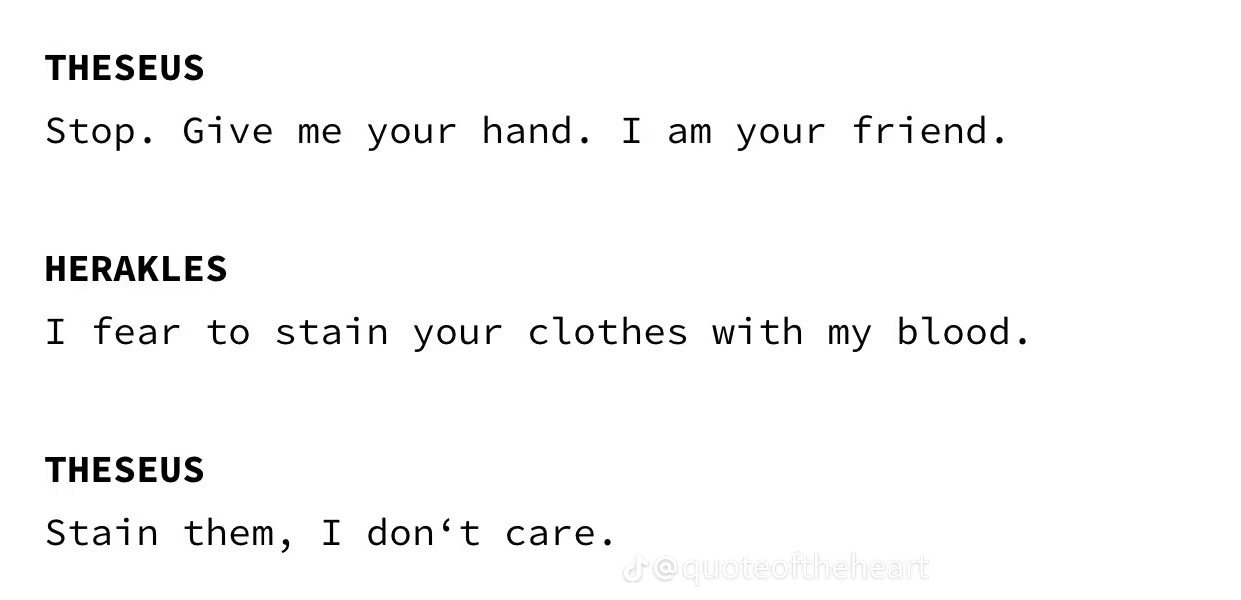 THESEUS
Stop. Give me your hand. I am your friend.
HERAKLES
I fear to stain your clothes with my blood.
THESEUS
Stain them, I don‘t care.
@quoteoftheheart